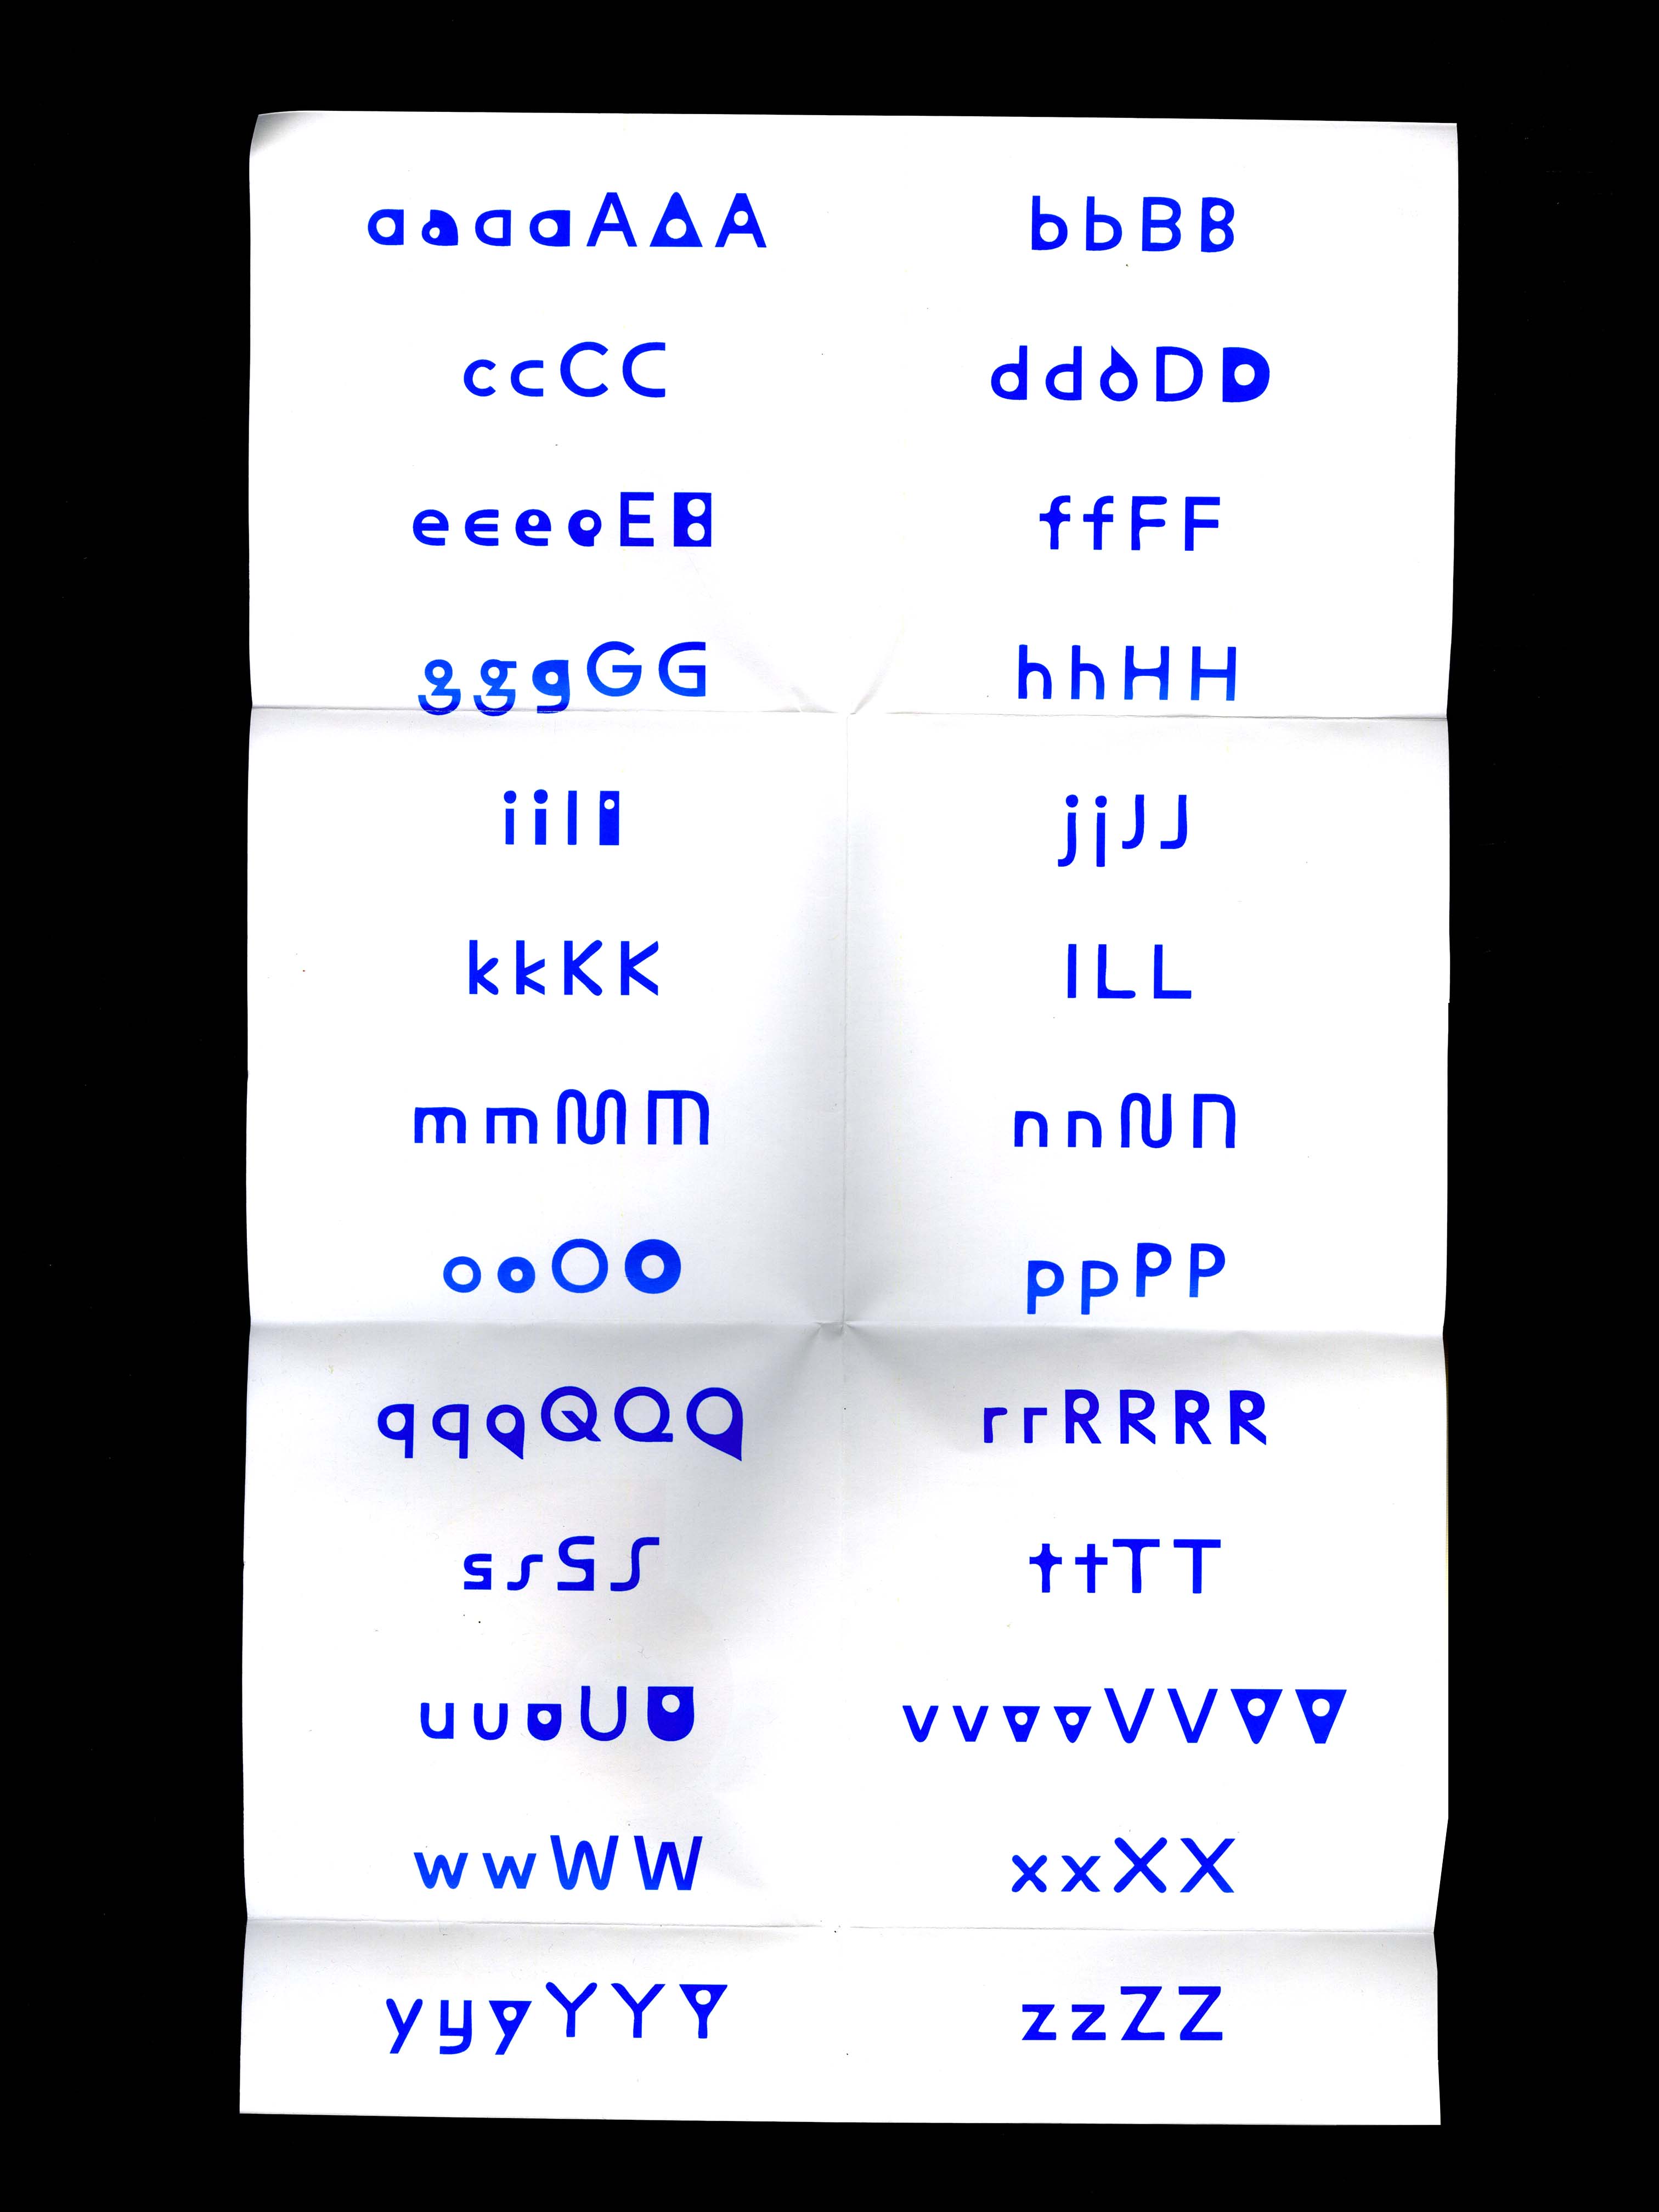 aaaaAAA
bbBB
ccCC
dddDD
eeeeEE
ffFF
gggGG
hhHH
iiII
jjJJ
kkKK
lLL
mmMM
nnNN
ooOO
ppPP
qqqQQQ
rrRRRR
ssSS
ttTT
uuuUU
vvvvVVVV
wwWW
xxXX
yyyYYY
zzZZ